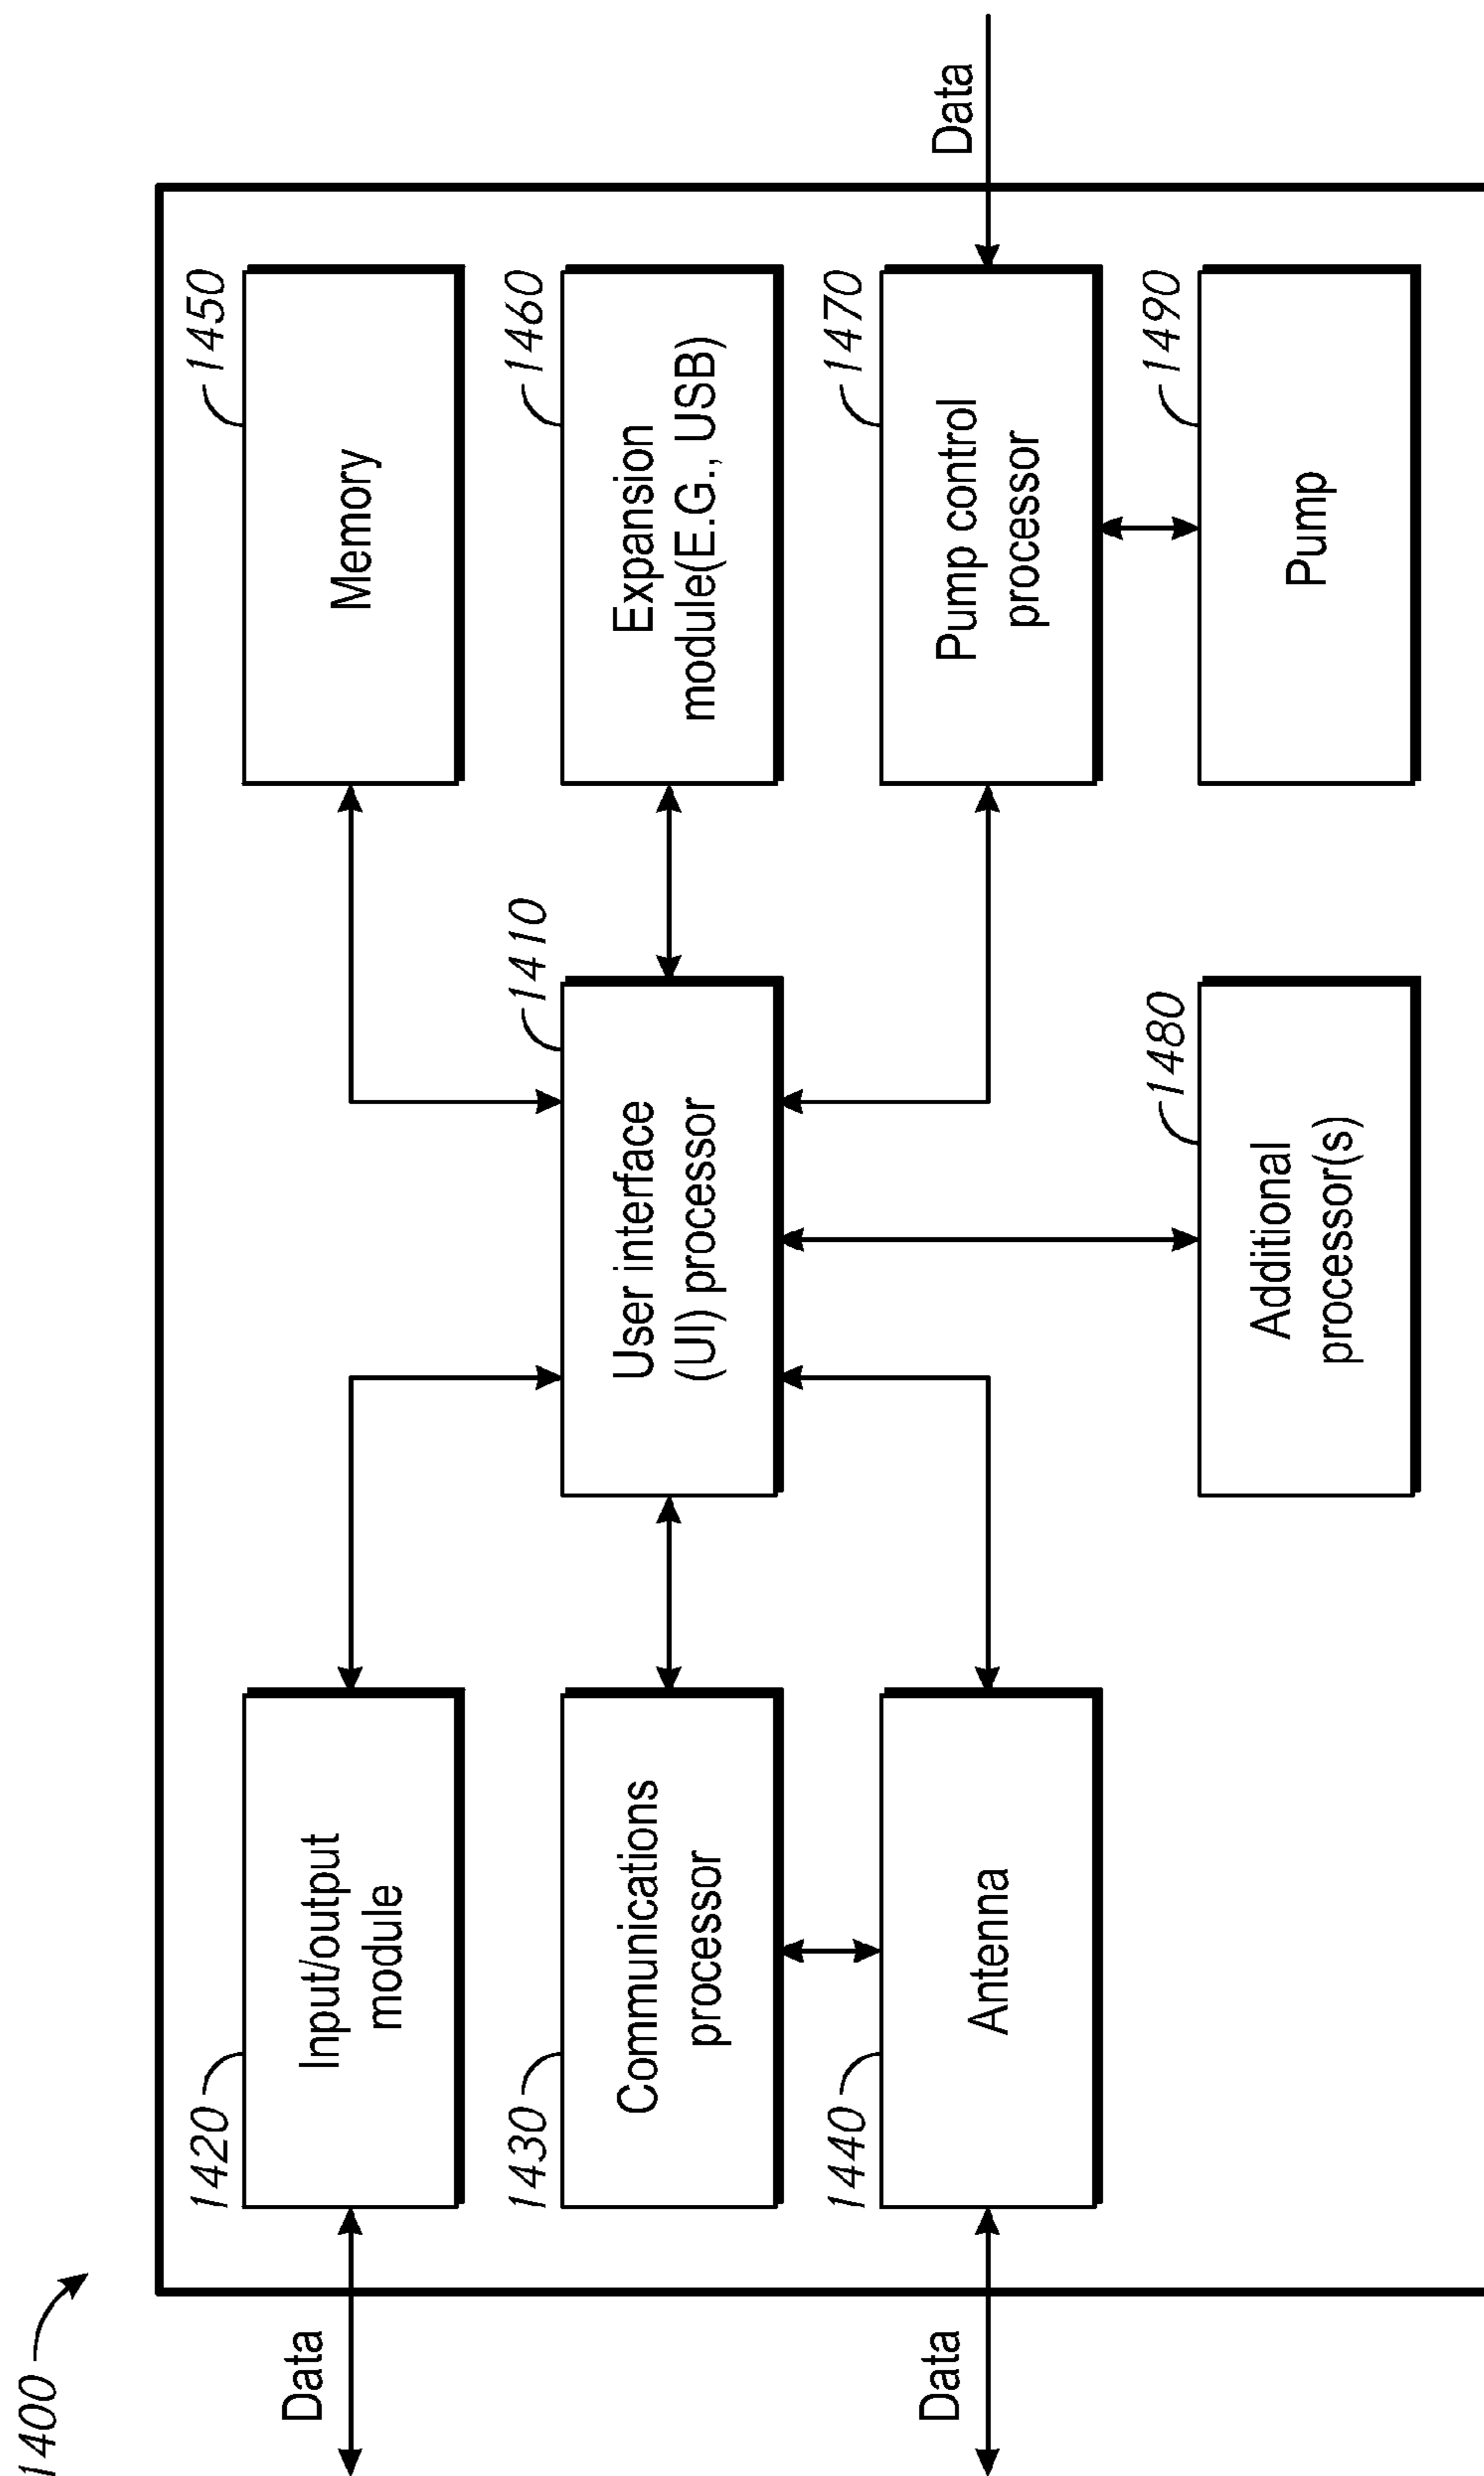 1400
Data
1420
Input/output
module
1450
Memory
1430
Communications
processor
1410
User interface
(UI) processor
1460
Expansion
module(E.G., USB)
Data
1440
Antenna
1470
Pump control
processor
Data
1480
Additional
processor(s)
1490
Pump